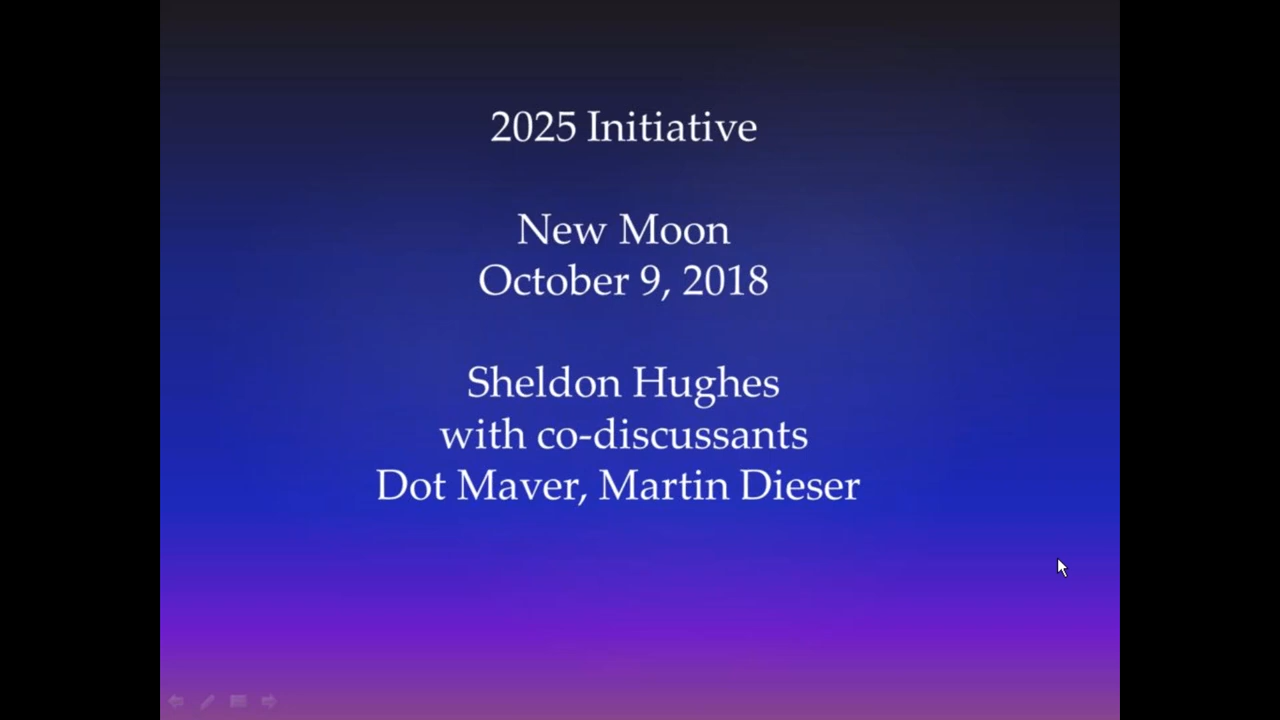 2025 Initiative
New Moon
October 9, 2018
Sheldon Hughes
with co-discussants
Dot Maver, Martin Dieser